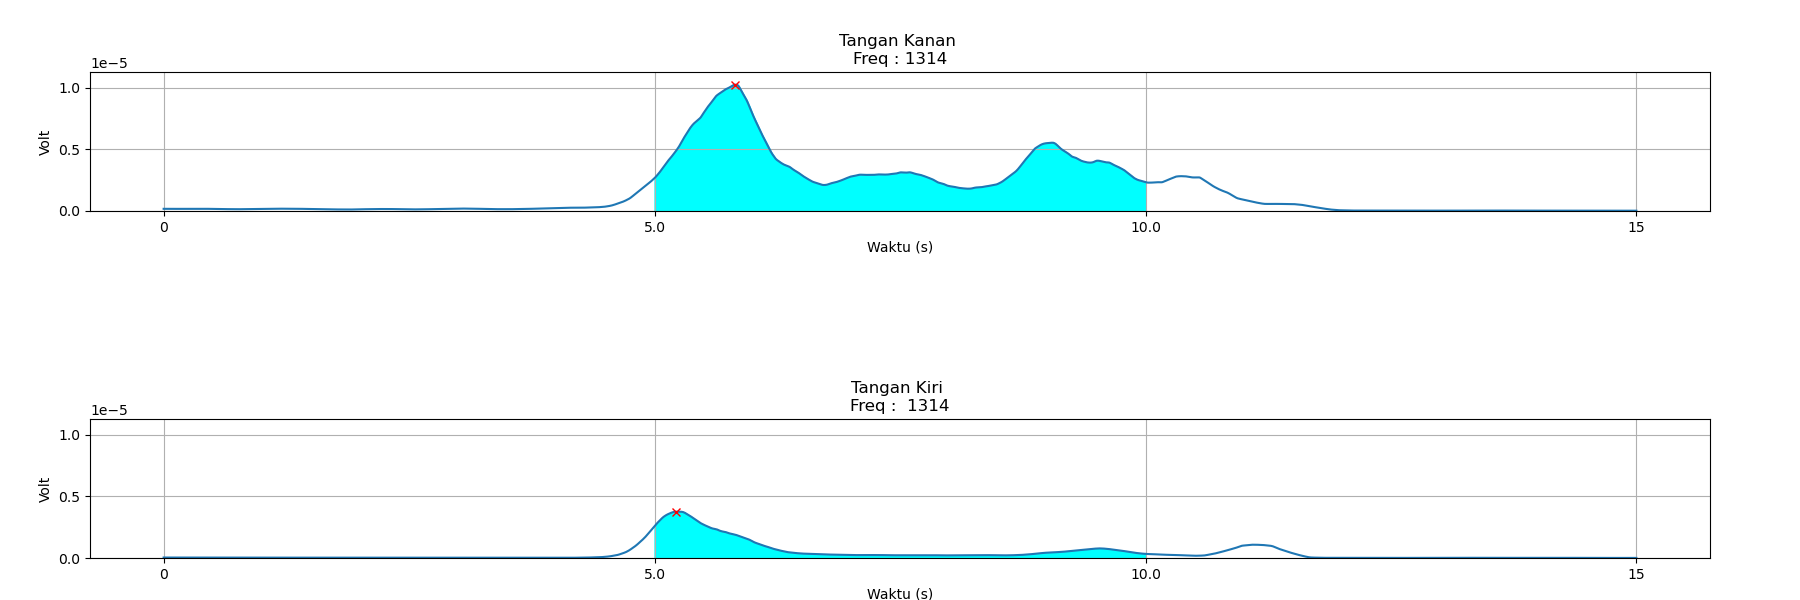 Tangan Kanan
Freq : 1314
1e−5
1.0
0.5
0.0
Volt
0 5.0 10.0 15
Waktu (s)
Tangan Kiri
Freq :  1314
1e−5
1.0
0.5
0.0
Volt
0 5.0 10.0 15
Waktu (s)